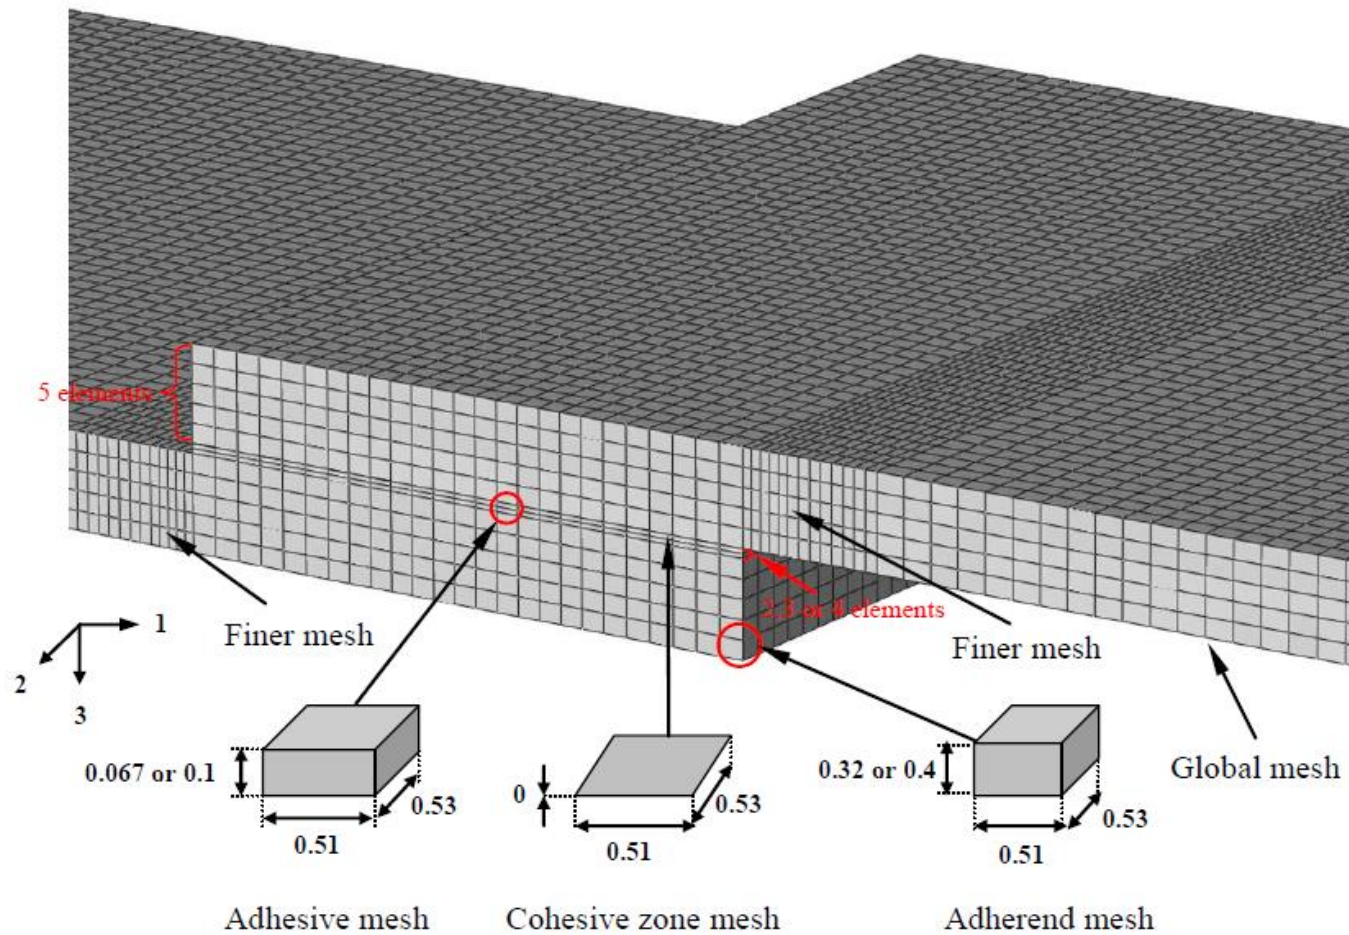 5 elements
2.3 or 4 elements
Finer mesh
Finer mesh
1
2
3
Global mesh
0.067 or 0.1
0.53
0.51
0
0.53
0.51
0.32 or 0.4
0.53
0.51
Adhesive mesh
Cohesive zone mesh
Adherend mesh